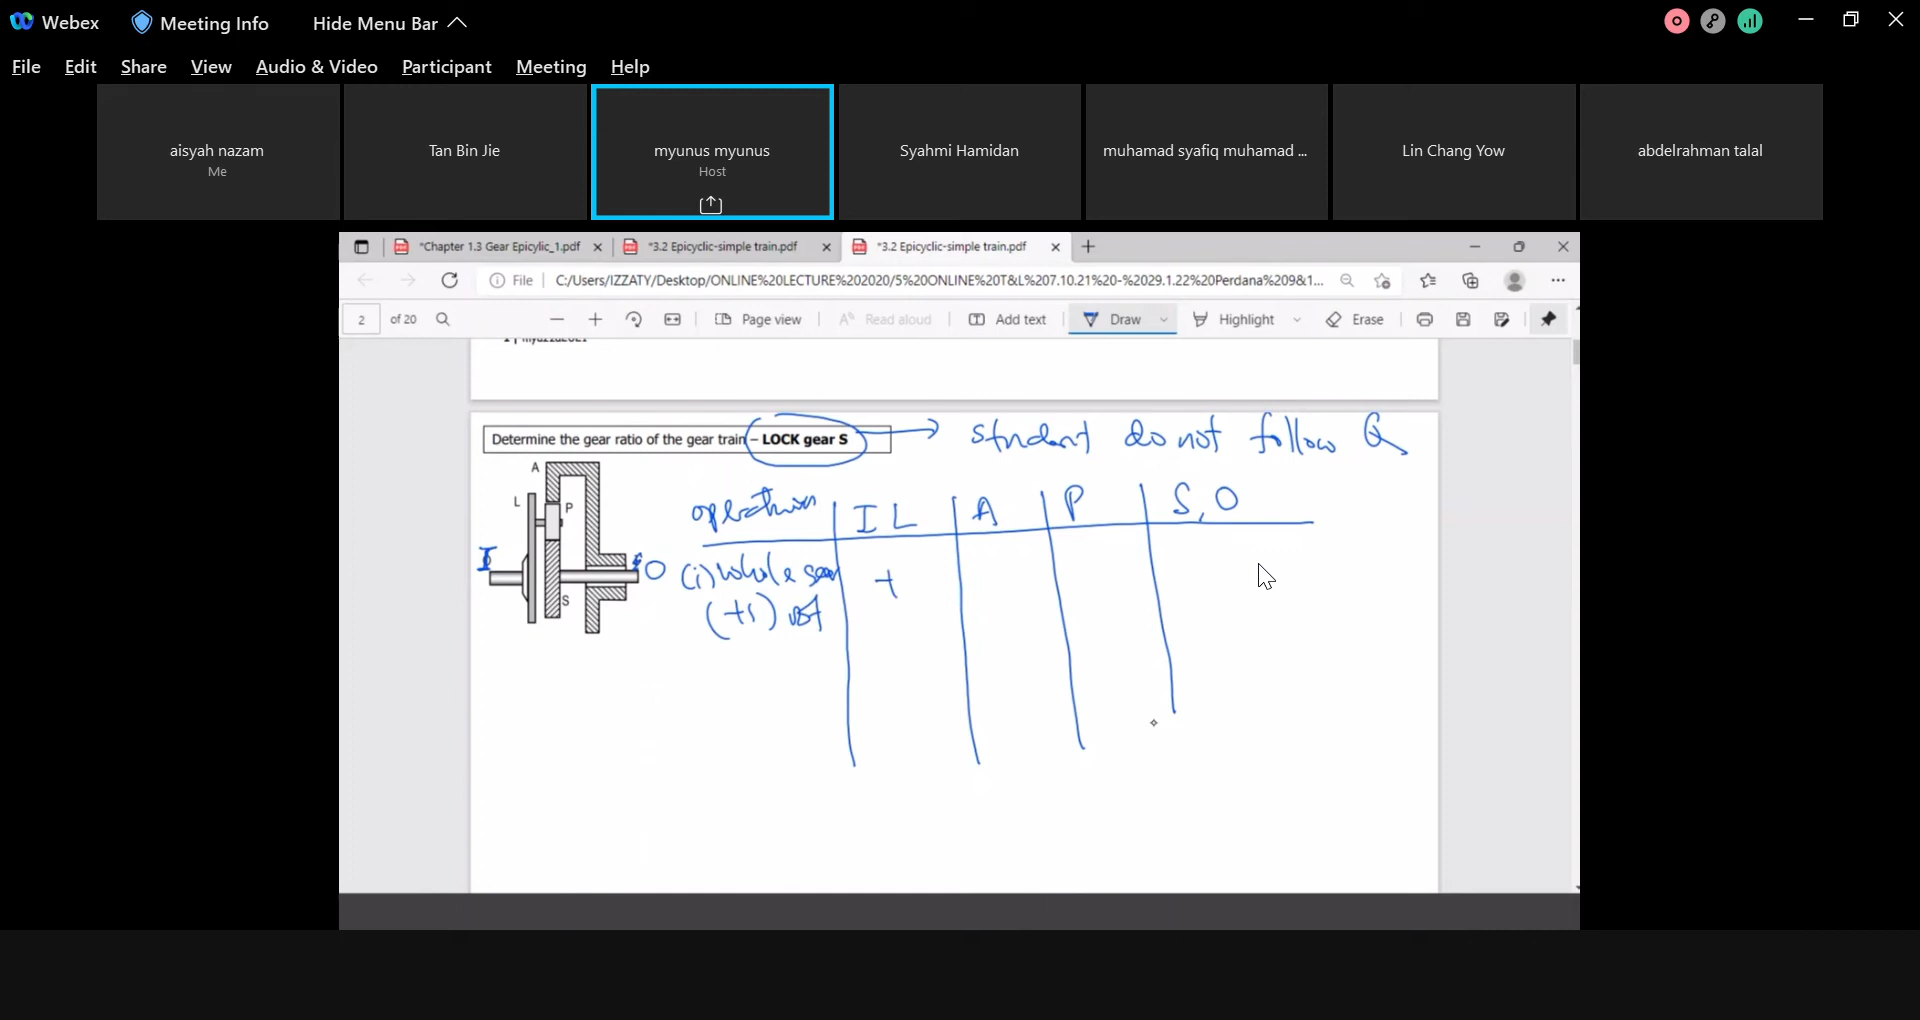 Webex Meeting Info Hide Menu Bar
File Edit Share View Audio & Video Participant Meeting Help
aisyah nazam
Me
Tan Bin Jie
myunus myunus
Host
Syahmi Hamidan
muhamad syafiq muhamad ...
Lin Chang Yow
abdelrahman talal
*Chapter 1.3 Gear Epicylic_1.pdf
*3.2 Epicyclic-simple train.pdf
*3.2 Epicyclic-simple train.pdf
File C:/Users/IZZATY/Desktop/ONLINE%20LECTURE%202020/5%20ONLINE%20T&L%207.10.21%20-%2029.1.22%20Perdana%209&1...
2 of 20 Page view Read aloud Add text Draw Highlight Erase
Determine the gear ratio of the gear train – LOCK gear S
student do not follow Q
A
L
P
I
O
S
operation I L A P S, O
(i) whole +
(+1)